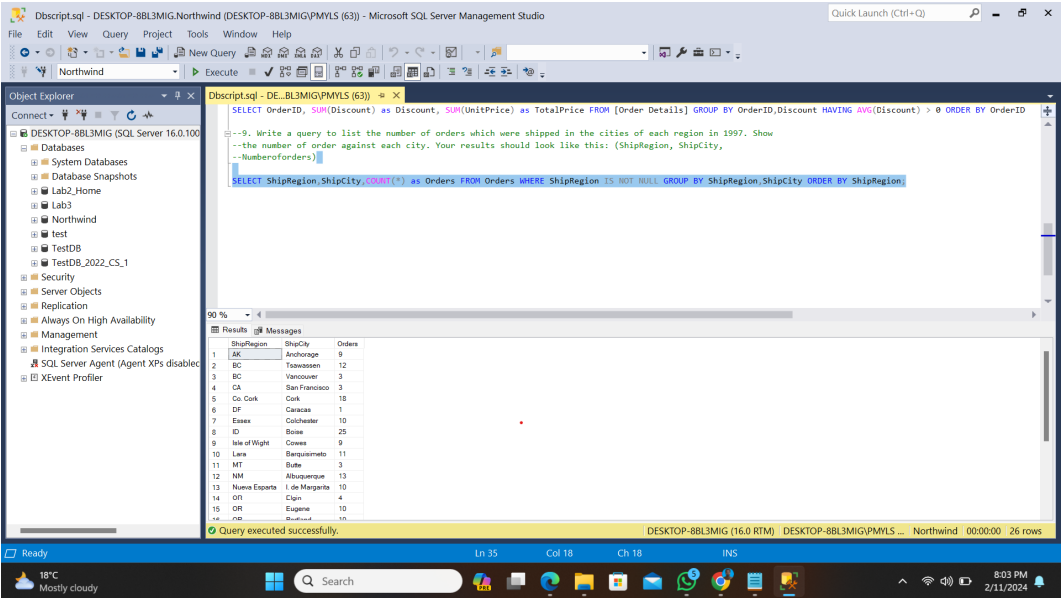 Dbscript.sql - DESKTOP-8BL3MIG.Northwind (DESKTOP-8BL3MIG\PMYLS (63)) - Microsoft SQL Server Management Studio
Quick Launch (Ctrl+Q)
File Edit View Query Project Tools Window Help
New Query
Northwind
Execute
Object Explorer
Dbscript.sql - DE...BL3MIG\PMYLS (63))
Connect
DESKTOP-8BL3MIG (SQL Server 16.0.100
Databases
System Databases
Database Snapshots
Lab2_Home
Lab3
Northwind
test
TestDB
TestDB_2022_CS_1
Security
Server Objects
Replication
Always On High Availability
Management
Integration Services Catalogs
SQL Server Agent (Agent XPs disablec
XEvent Profiler
SELECT OrderID, SUM(Discount) as Discount, SUM(UnitPrice) as TotalPrice FROM [Order Details] GROUP BY OrderID,Discount HAVING AVG(Discount) > 0 ORDER BY OrderID
--9. Write a query to list the number of orders which were shipped in the cities of each region in 1997. Show
--the number of order against each city. Your results should look like this: (ShipRegion, ShipCity,
--Numberoforders)
SELECT ShipRegion,ShipCity,COUNT(*) as Orders FROM Orders WHERE ShipRegion IS NOT NULL GROUP BY ShipRegion,ShipCity ORDER BY ShipRegion;
90 %
Results Messages
ShipRegion ShipCity Orders
1 AK Anchorage 9
2 BC Tsawassen 12
3 BC Vancouver 3
4 CA San Francisco 3
5 Co. Cork Cork 18
6 DF Caracas 1
7 Essex Colchester 10
8 ID Boise 25
9 Isle of Wight Cowes 9
10 Lara Barquisimeto 11
11 MT Butte 3
12 NM Albuquerque 13
13 Nueva Esparta I. de Margarita 10
14 OR Elgin 4
15 OR Eugene 10
16 OR Portland 10
Query executed successfully.
DESKTOP-8BL3MIG (16.0 RTM) DESKTOP-8BL3MIG\PMYLS ... Northwind 00:00:00 26 rows
Ready Ln 35 Col 18 Ch 18 INS
18°C
Mostly cloudy
Search
PRE
5
8:03 PM
2/11/2024